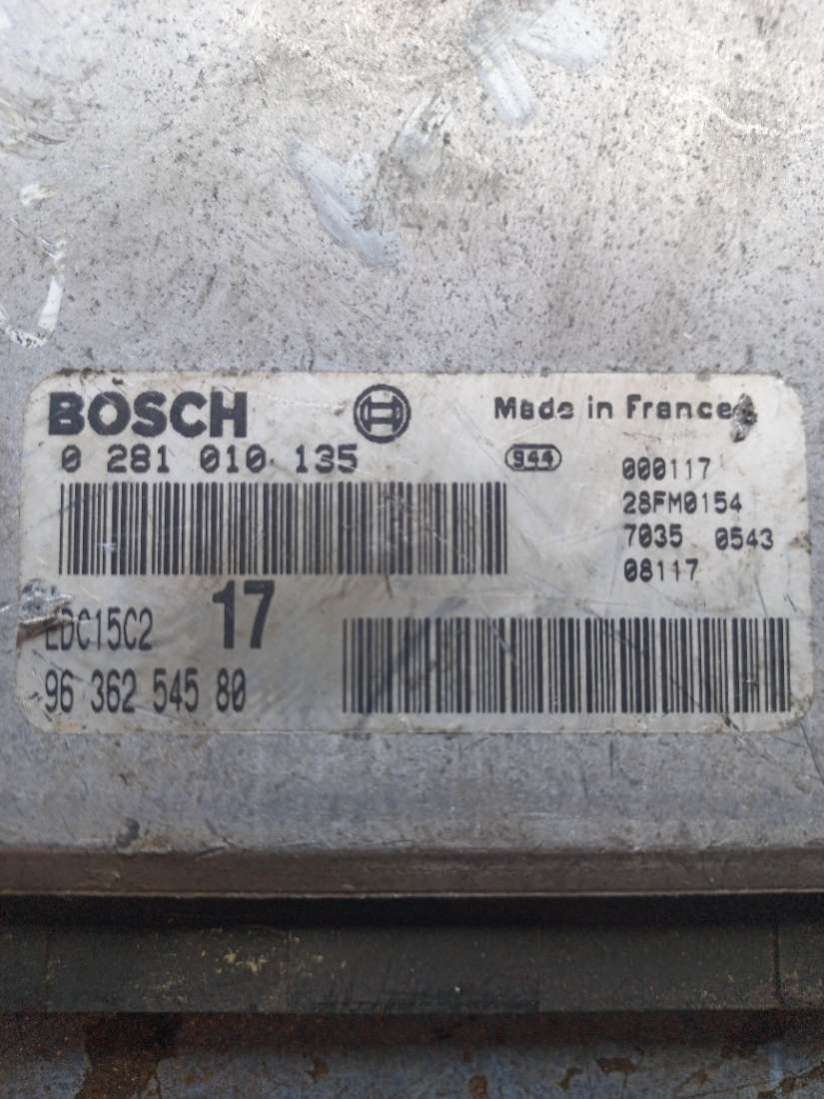 BOSCH
Made in France
0 281 010 135
944
000117
28FM0154
7035 0543
08117
EDC15C2 17
96 362 545 80